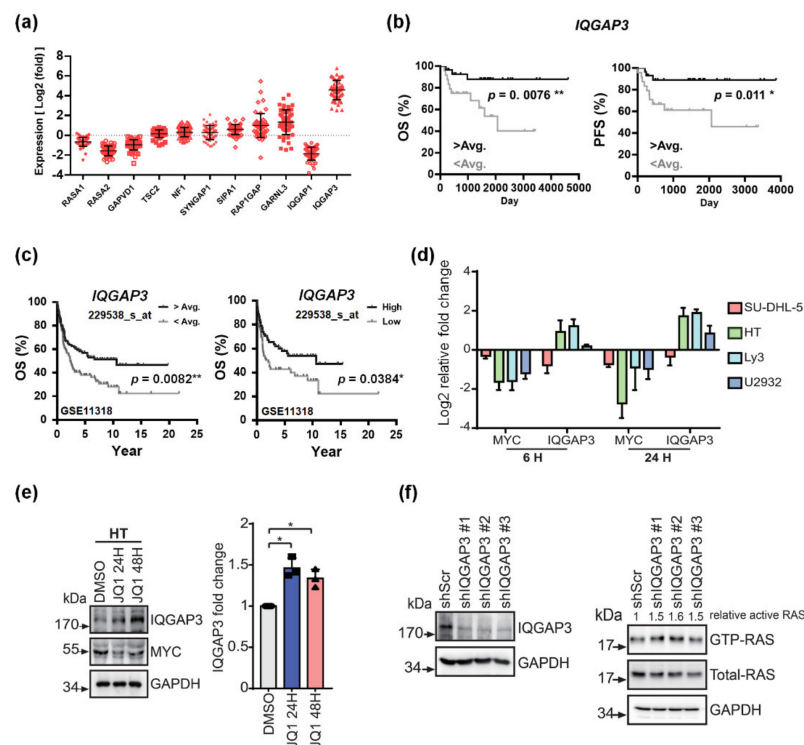 (a)
Expression [ Log2 (fold)]
8
6
4
2
0
-2
-4
RASA1
RASA2
GAPVD1
TSC2
NF1
SYNGAP1
SIPA1
RAP1GAP
GARNL3
IQGAP1
IQGAP3
(b)
IQGAP3
OS (%)
100
80
60
40
20
0
p = 0. 0076 **
>Avg.
<Avg.
0 1000 2000 3000 4000 5000
Day
PFS (%)
100
80
60
40
20
0
p = 0.011 *
>Avg.
<Avg.
0 1000 2000 3000 4000
Day
(c)
IQGAP3
229538_s_at
> Avg.
< Avg.
OS (%)
100
80
60
40
20
0
p = 0.0082**
GSE11318
0 5 10 15 20 25
Year
IQGAP3
229538_s_at
High
Low
OS (%)
100
80
60
40
20
0
p = 0.0384*
GSE11318
0 5 10 15 20 25
Year
(d)
Log2 relative fold change
4
2
0
-2
-4
MYC IQGAP3 MYC IQGAP3
6 H 24 H
SU-DHL-5
HT
Ly3
U2932
(e)
HT
DMSO
JQ1 24H
JQ1 48H
kDa
170
IQGAP3
55
MYC
34
GAPDH
IQGAP3 fold change
2.0
1.5
1.0
0.5
0
*
*
DMSO
JQ1 24H
JQ1 48H
(f)
shScr
shIQGAP3 #1
shIQGAP3 #2
shIQGAP3 #3
kDa
170
IQGAP3
34
GAPDH
shScr
shIQGAP3 #1
shIQGAP3 #2
shIQGAP3 #3
kDa
1 1.5 1.6 1.5 relative active RAS
17
GTP-RAS
17
Total-RAS
34
GAPDH